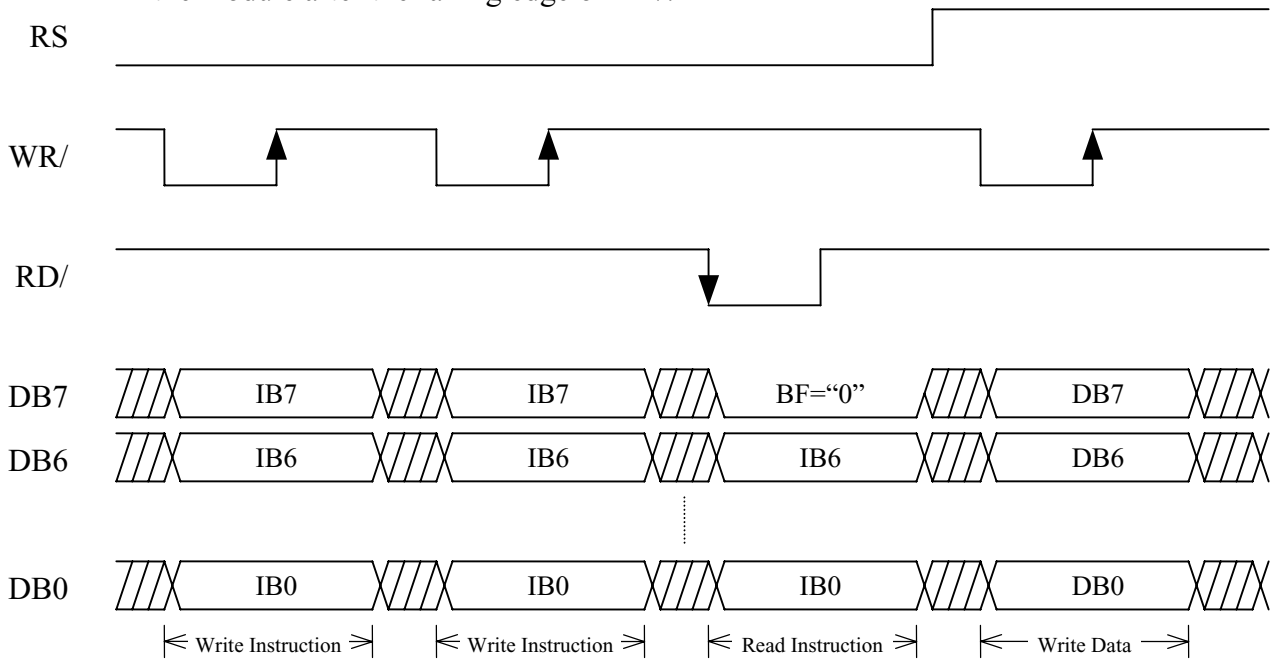 RS
WR/
RD/
DB7 IB7 IB7 BF=“0” DB7
DB6 IB6 IB6 IB6 DB6
DB0 IB0 IB0 IB0 DB0
Write Instruction Write Instruction Read Instruction Write Data